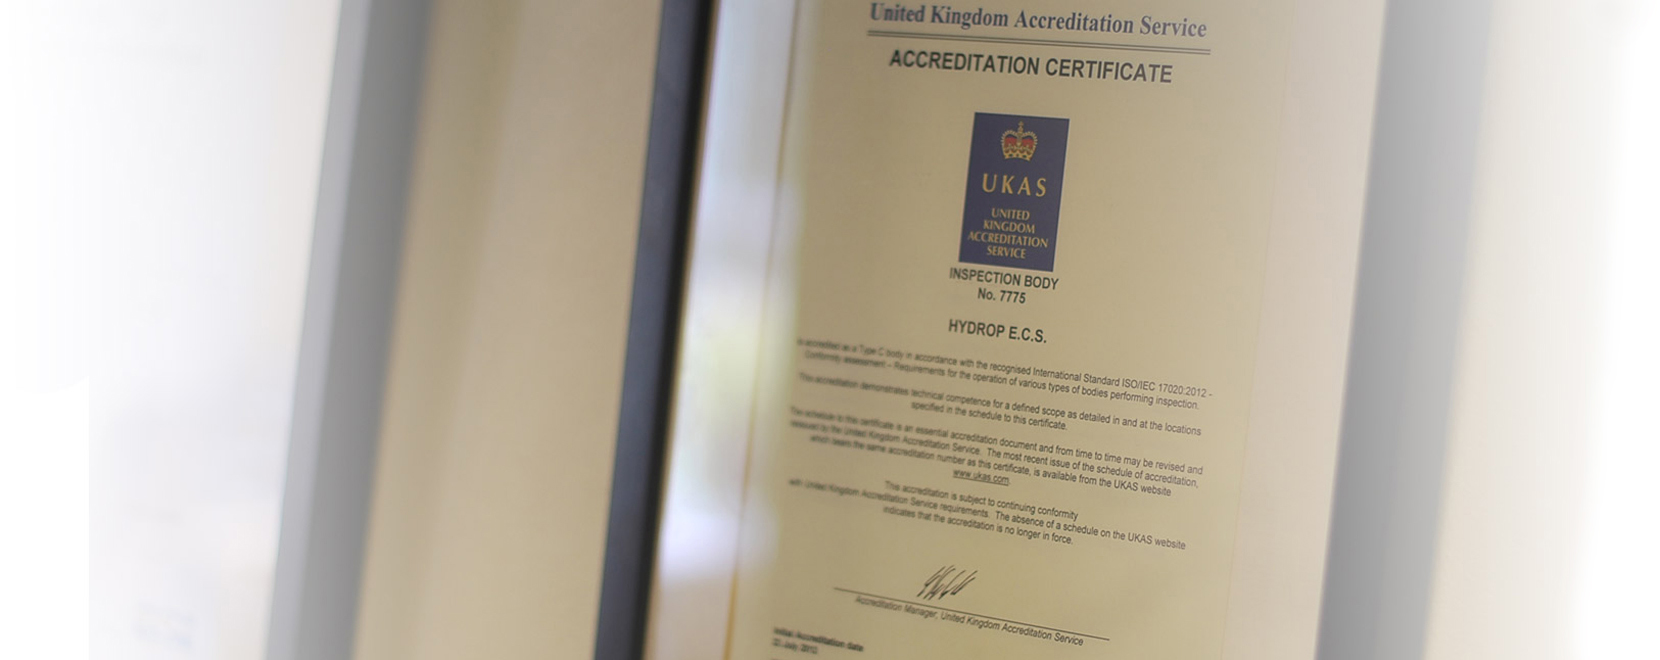 United Kingdom Accreditation Service
ACCREDITATION CERTIFICATE
UKAS
UNITED
KINGDOM
ACCREDITATION
SERVICE
INSPECTION BODY
No. 7775
HYDROP E.C.S.
is accredited as a Type C body in accordance with the recognised International Standard ISO/IEC 17020:2012 -
Conformity assessment – Requirements for the operation of various types of bodies performing inspection.
This accreditation demonstrates technical competence for a defined scope as detailed in and at the locations
specified in the schedule to this certificate.
The schedule to this certificate is an essential accreditation document and from time to time may be revised and
reissued by the United Kingdom Accreditation Service. The most recent issue of the schedule of accreditation,
which bears the same accreditation number as this certificate, is available from the UKAS website
www.ukas.com.
This accreditation is subject to continuing conformity
with United Kingdom Accreditation Service requirements. The absence of a schedule on the UKAS website
indicates that the accreditation is no longer in force.
Accreditation Manager, United Kingdom Accreditation Service
Initial Accreditation date